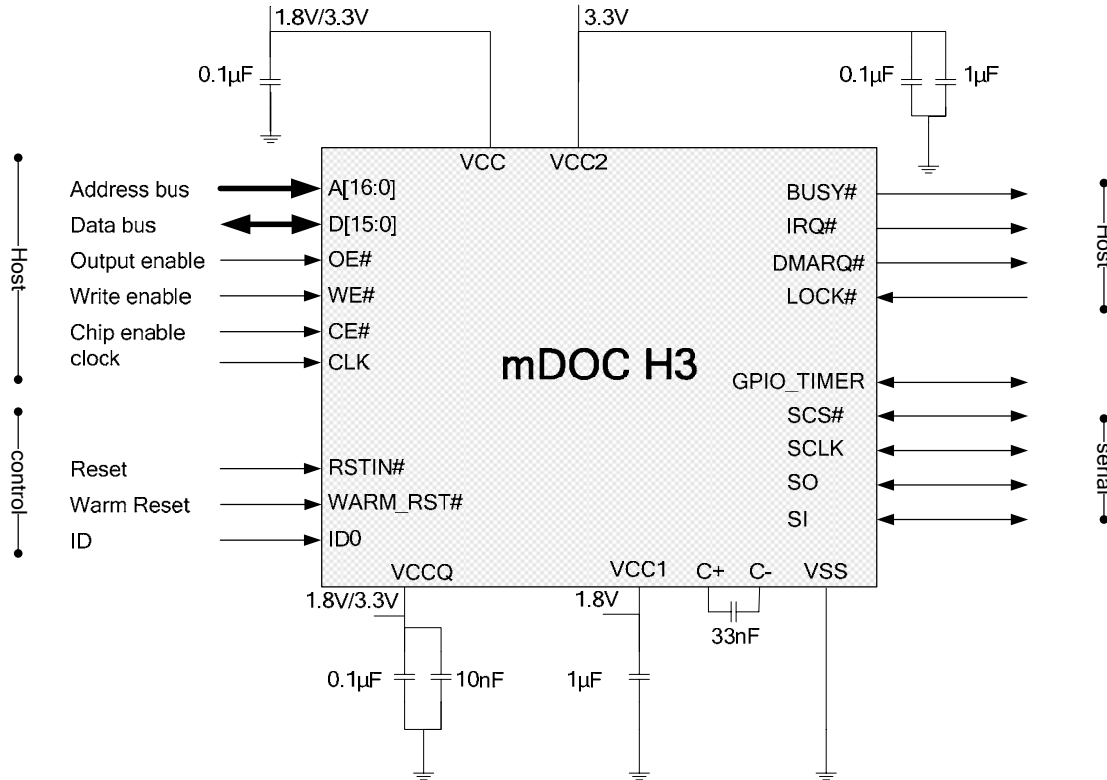 1.8V/3.3V
3.3V
0.1µF
0.1µF
1µF
VCC
VCC2
Host
Address bus
A[16:0]
Data bus
D[15:0]
Output enable
OE#
Write enable
WE#
Chip enable
CE#
clock
CLK
control
Reset
RSTIN#
Warm Reset
WARM_RST#
ID
ID0
mDOC H3
BUSY#
IRQ#
DMARQ#
LOCK#
Host
GPIO_TIMER
SCS#
SCLK
SO
SI
serial
VCCQ
VCC1
C+
C-
VSS
1.8V/3.3V
1.8V
33nF
0.1µF
10nF
1µF